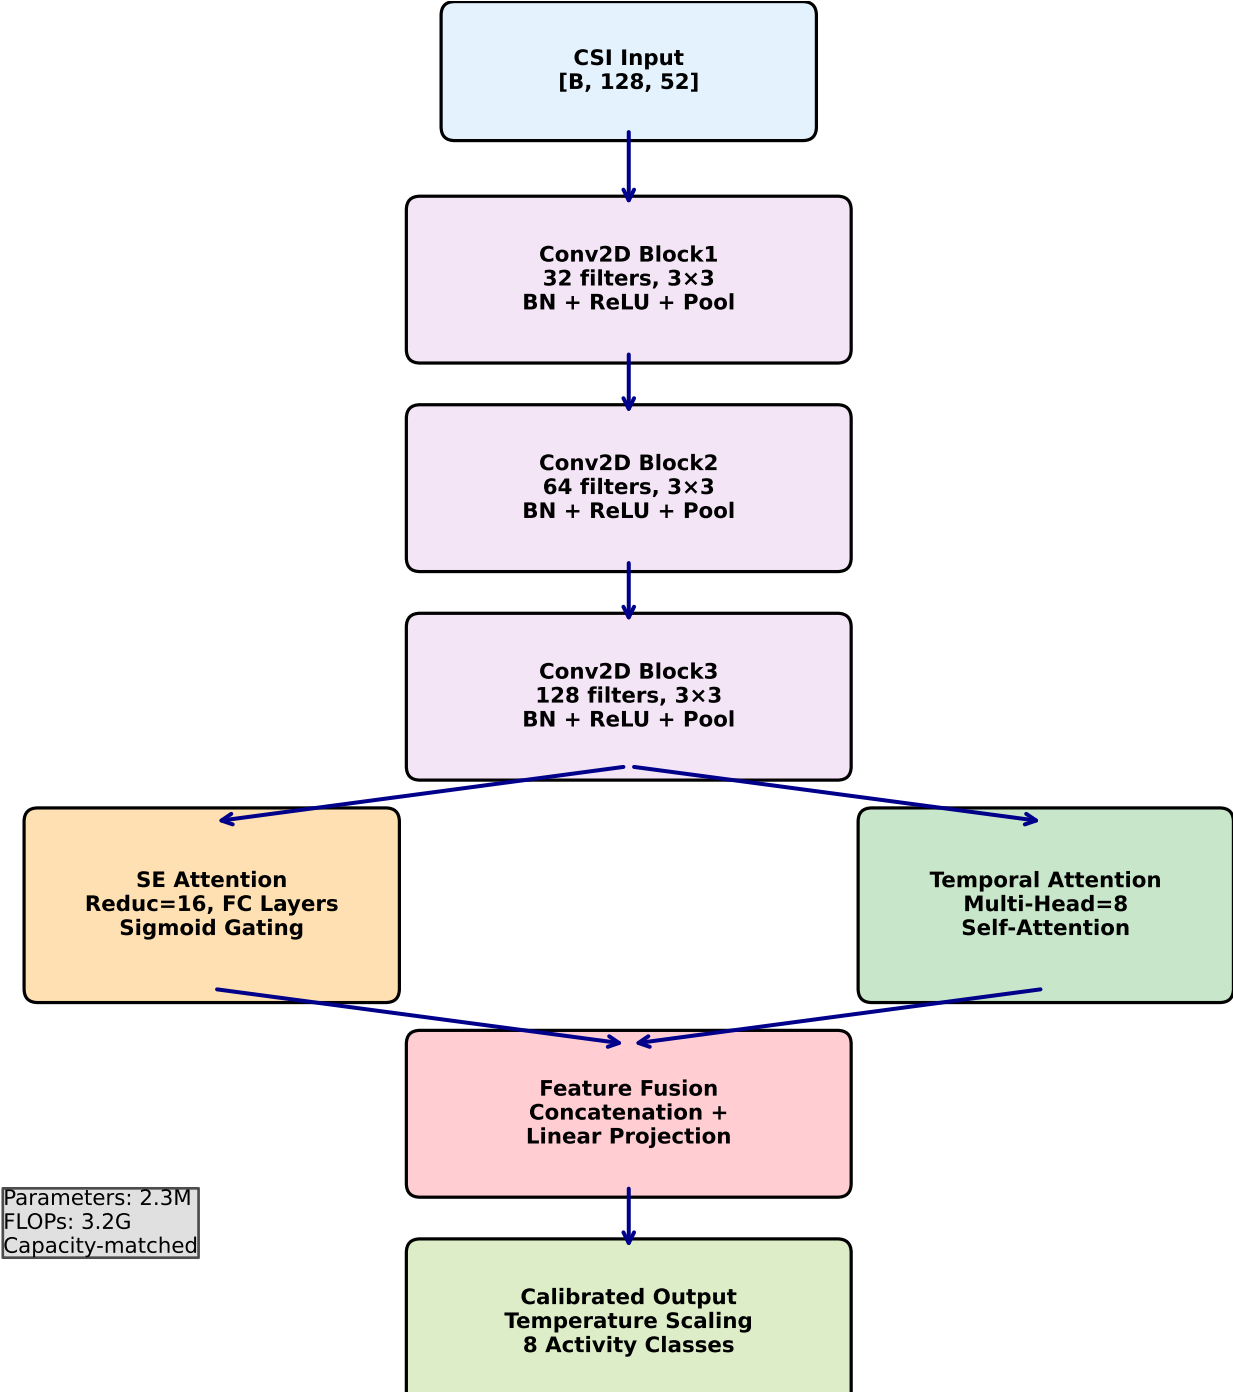 CSI Input
[B, 128, 52]
Conv2D Block1
32 filters, 3×3
BN + ReLU + Pool
Conv2D Block2
64 filters, 3×3
BN + ReLU + Pool
Conv2D Block3
128 filters, 3×3
BN + ReLU + Pool
SE Attention
Reduc=16, FC Layers
Sigmoid Gating
Temporal Attention
Multi-Head=8
Self-Attention
Feature Fusion
Concatenation +
Linear Projection
Parameters: 2.3M
FLOPs: 3.2G
Capacity-matched
Calibrated Output
Temperature Scaling
8 Activity Classes